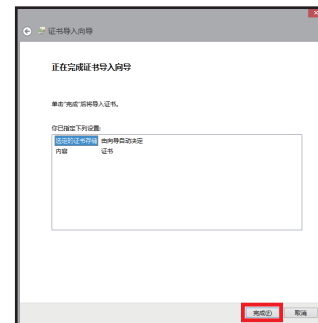 证书导入向导
正在完成证书导入向导
单击"完成"后将导入证书。
你已指定下列设置:
选定的证书存储 由向导自动决定
内容 证书
完成(F) 取消